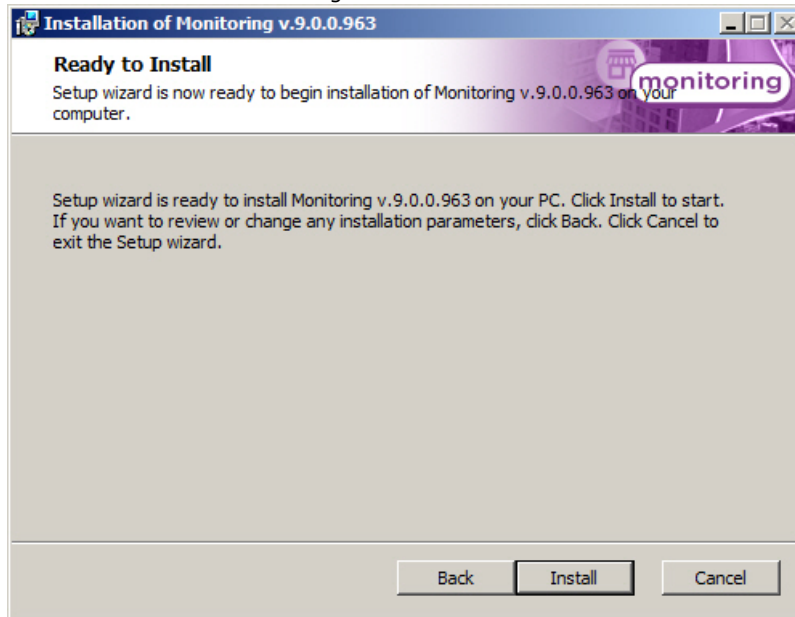 Installation of Monitoring v.9.0.0.963
Ready to Install
Setup wizard is now ready to begin installation of Monitoring v.9.0.0.963 on your
computer.
monitoring
Setup wizard is ready to install Monitoring v.9.0.0.963 on your PC. Click Install to start.
If you want to review or change any installation parameters, click Back. Click Cancel to
exit the Setup wizard.
Back Install Cancel